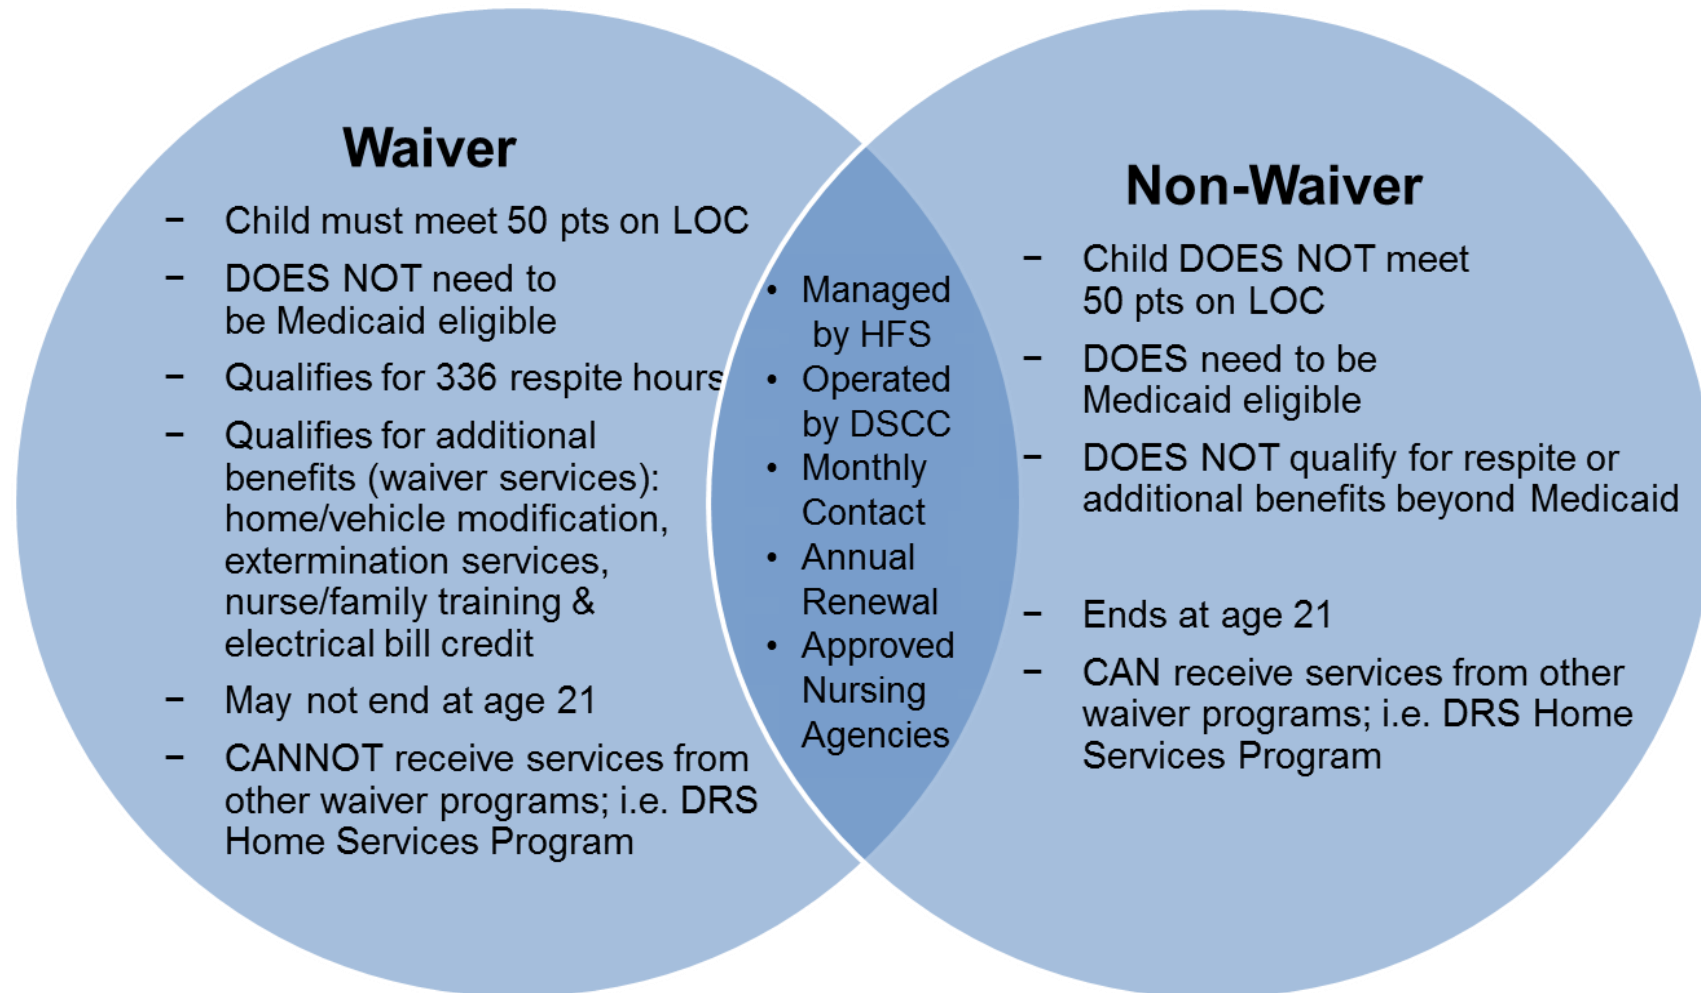 Waiver
− Child must meet 50 pts on LOC
− DOES NOT need to
be Medicaid eligible
− Qualifies for 336 respite hours
− Qualifies for additional
benefits (waiver services):
home/vehicle modification,
extermination services,
nurse/family training &
electrical bill credit
− May not end at age 21
− CANNOT receive services from
other waiver programs; i.e. DRS
Home Services Program
• Managed
by HFS
• Operated
by DSCC
• Monthly
Contact
• Annual
Renewal
• Approved
Nursing
Agencies
Non-Waiver
− Child DOES NOT meet
50 pts on LOC
− DOES need to be
Medicaid eligible
− DOES NOT qualify for respite or
additional benefits beyond Medicaid
− Ends at age 21
− CAN receive services from other
waiver programs; i.e. DRS Home
Services Program